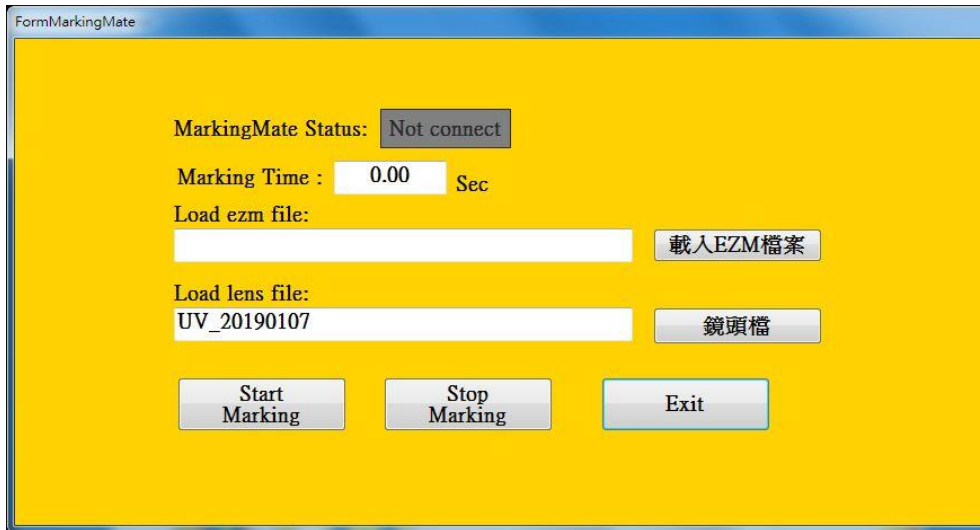 FormMarkingMate
MarkingMate Status: Not connect
Marking Time : 0.00 Sec
Load ezm file:
載入EZM檔案
Load lens file:
UV_20190107 鏡頭檔
Start Marking
Stop Marking
Exit